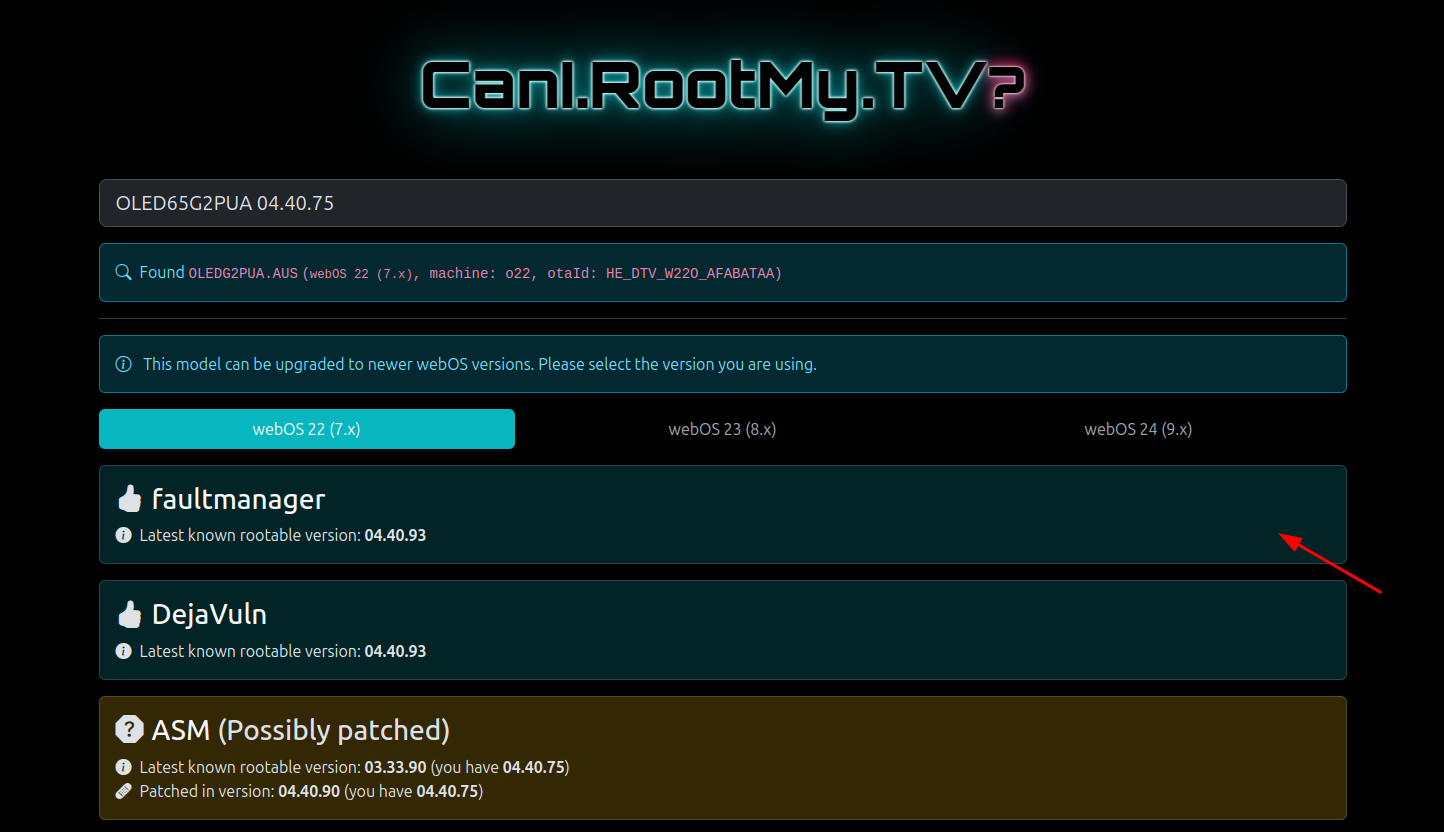 CanI.RootMy.TV?
OLED65G2PUA 04.40.75
Found OLEDG2PUA.AUS (webOS 22 (7.x), machine: o22, otaId: HE_DTV_W22O_AFABATAA)
This model can be upgraded to newer webOS versions. Please select the version you are using.
webOS 22 (7.x) webOS 23 (8.x) webOS 24 (9.x)
faultmanager
Latest known rootable version: 04.40.93
DejaVuln
Latest known rootable version: 04.40.93
ASM (Possibly patched)
Latest known rootable version: 03.33.90 (you have 04.40.75)
Patched in version: 04.40.90 (you have 04.40.75)